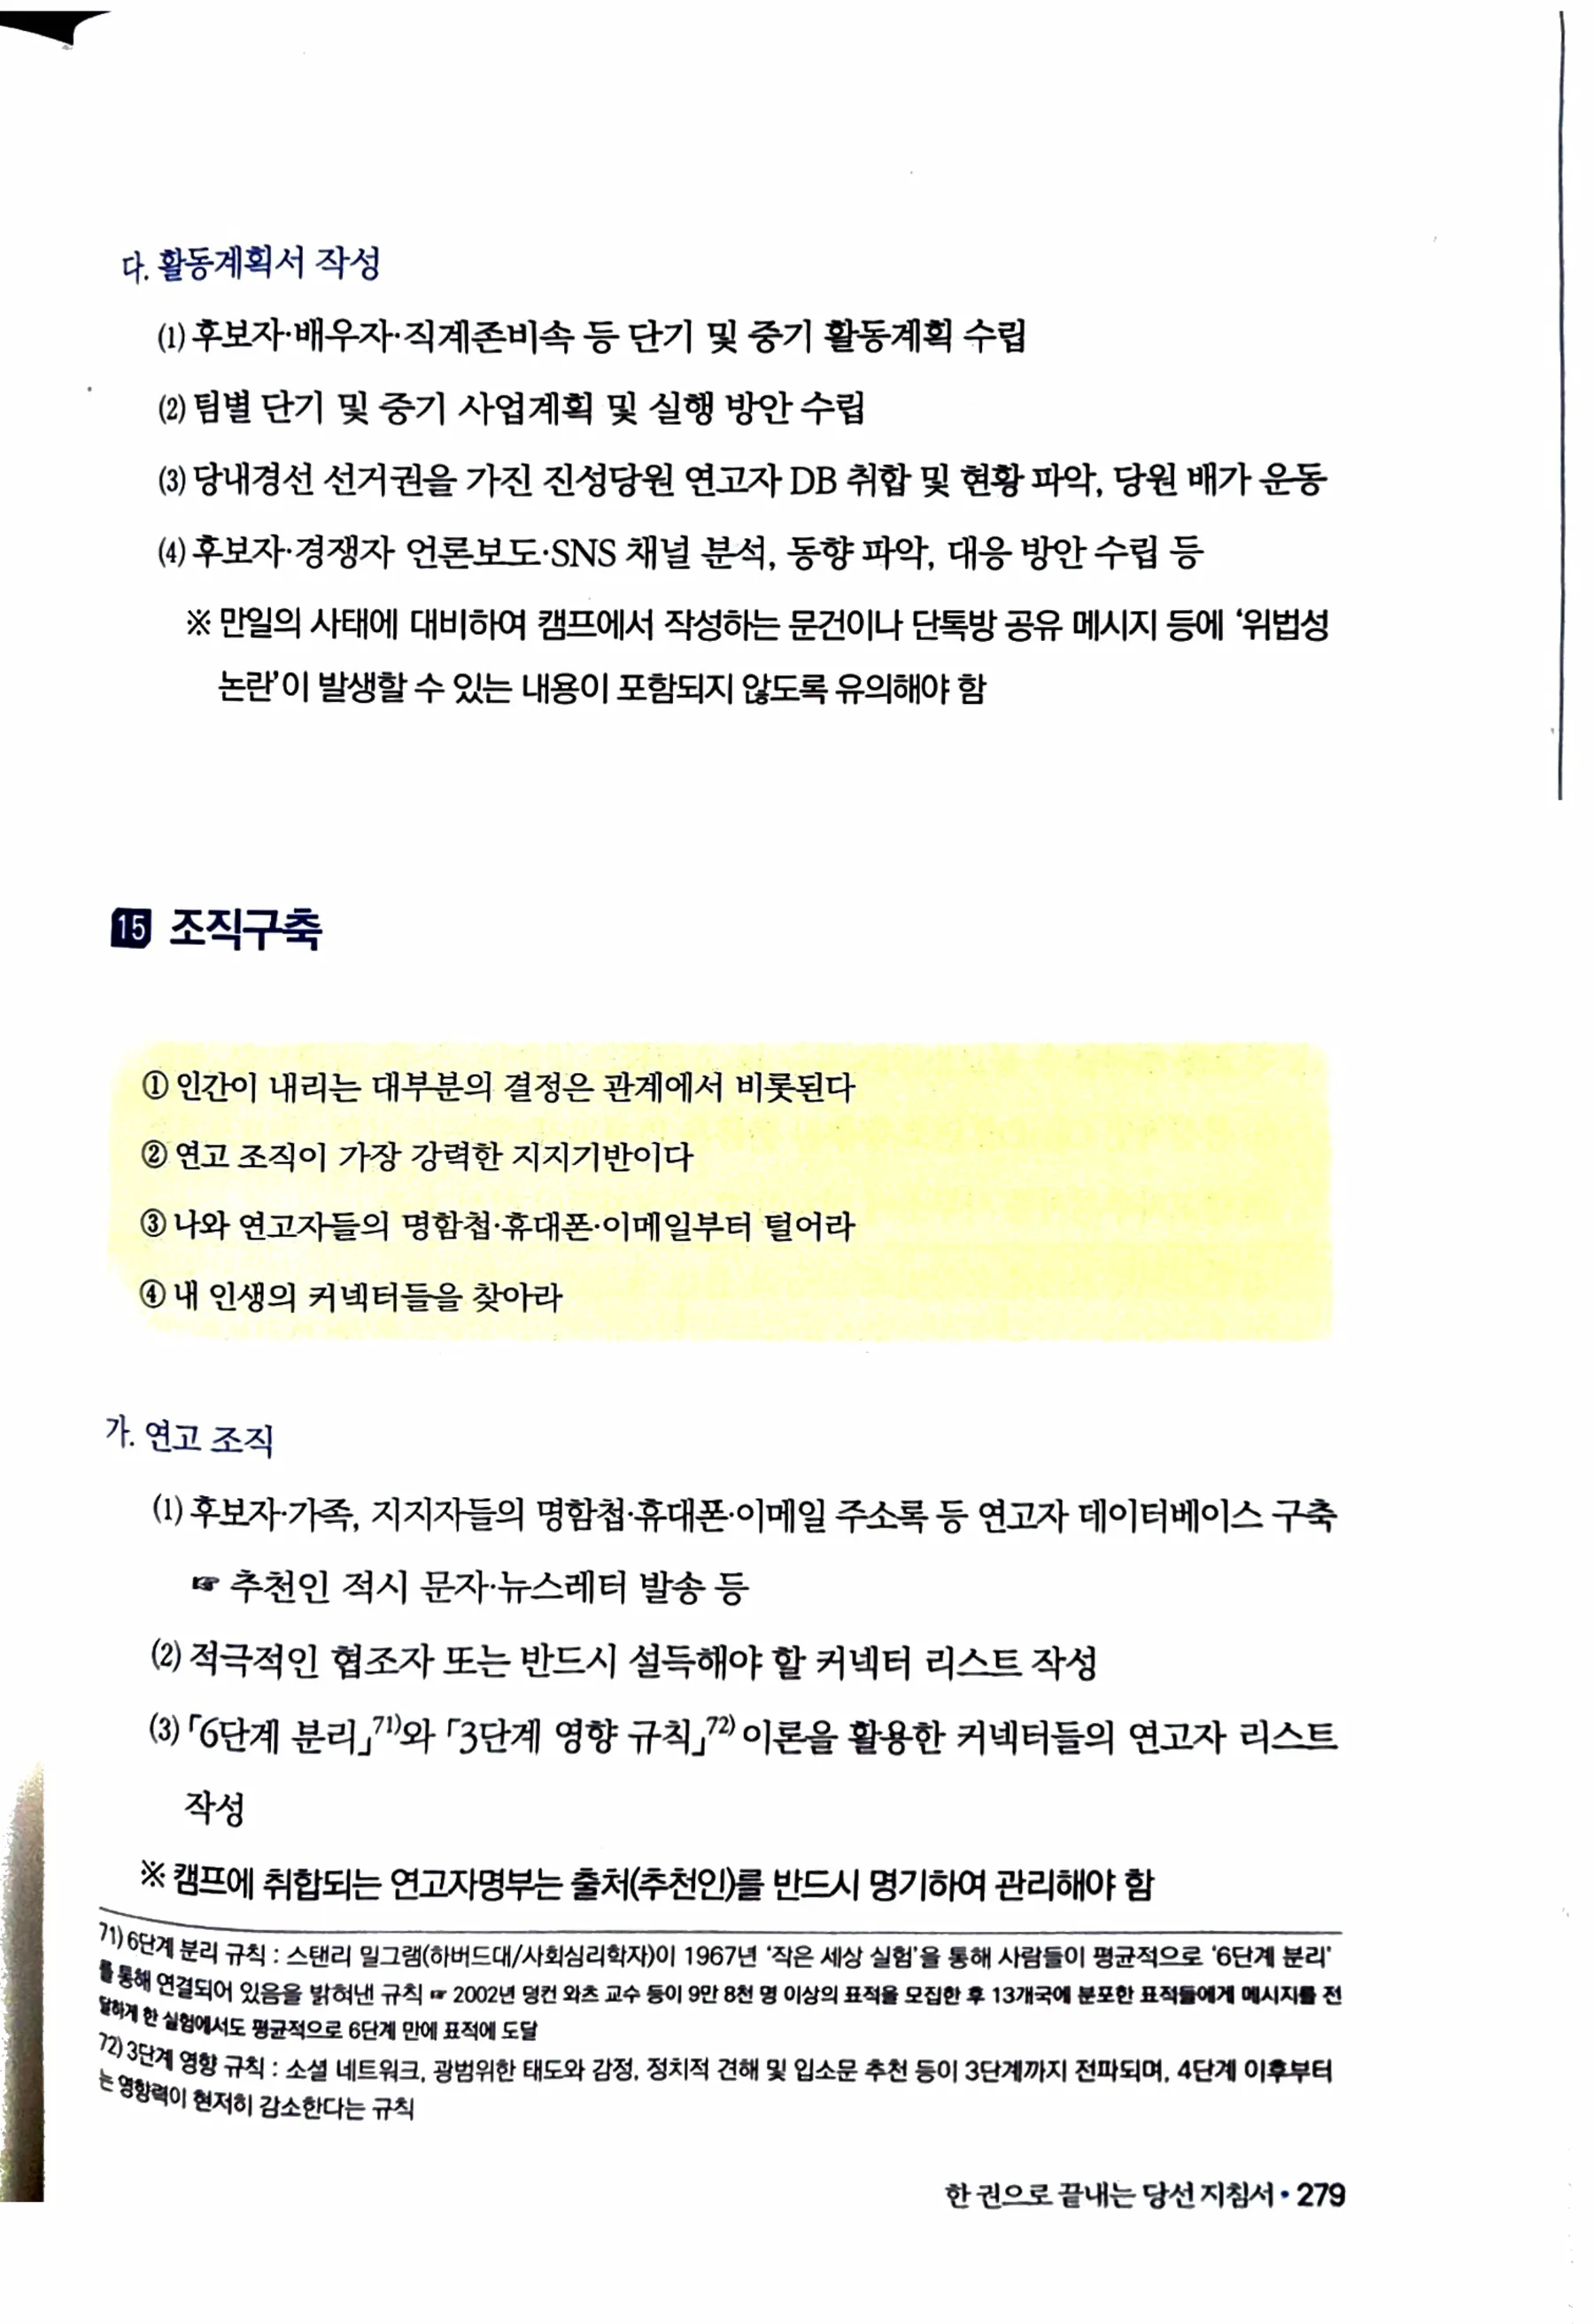 다. 활동계획서 작성
(1) 후보자·배우자·직계존비속 등 단기 및 중기 활동계획 수립
(2) 팀별 단기 및 중기 사업계획 및 실행 방안 수립
(3) 당내경선 선거권을 가진 진성당원 연고자 DB 취합 및 현황 파악, 당원 배가 운동
(4) 후보자·경쟁자 언론보도·SNS 채널 분석, 동향 파악, 대응 방안 수립 등
※ 만일의 사태에 대비하여 캠프에서 작성하는 문건이나 단톡방 공유 메시지 등에 ‘위법성
논란’이 발생할 수 있는 내용이 포함되지 않도록 유의해야 함
15 조직구축
① 인간이 내리는 대부분의 결정은 관계에서 비롯된다
② 연고 조직이 가장 강력한 지지기반이다
③ 나와 연고자들의 명함첩·휴대폰·이메일부터 털어라
④ 내 인생의 커넥터들을 찾아라
가. 연고 조직
(1) 후보자·가족, 지지자들의 명함첩·휴대폰·이메일 주소록 등 연고자 데이터베이스 구축
☞ 추천인 적시 문자·뉴스레터 발송 등
(2) 적극적인 협조자 또는 반드시 설득해야 할 커넥터 리스트 작성
(3) 「6단계 분리」71)와 「3단계 영향 규칙」72) 이론을 활용한 커넥터들의 연고자 리스트
작성
※ 캠프에 취합되는 연고자명부는 출처(추천인)를 반드시 명기하여 관리해야 함
71) 6단계 분리 규칙 : 스탠리 밀그램(하버드대/사회심리학자)이 1967년 ‘작은 세상 실험’을 통해 사람들이 평균적으로 ‘6단계 분리’
를 통해 연결되어 있음을 밝혀낸 규칙 ☞ 2002년 덩컨 와츠 교수 등이 9만 8천 명 이상의 표적을 모집한 후 13개국에 분포한 표적들에게 메시지를 전
달하게 한 실험에서도 평균적으로 6단계 만에 표적에 도달
72) 3단계 영향 규칙 : 소셜 네트워크, 광범위한 태도와 감정, 정치적 견해 및 입소문 추천 등이 3단계까지 전파되며, 4단계 이후부터
는 영향력이 현저히 감소한다는 규칙
한 권으로 끝내는 당선 지침서 • 279